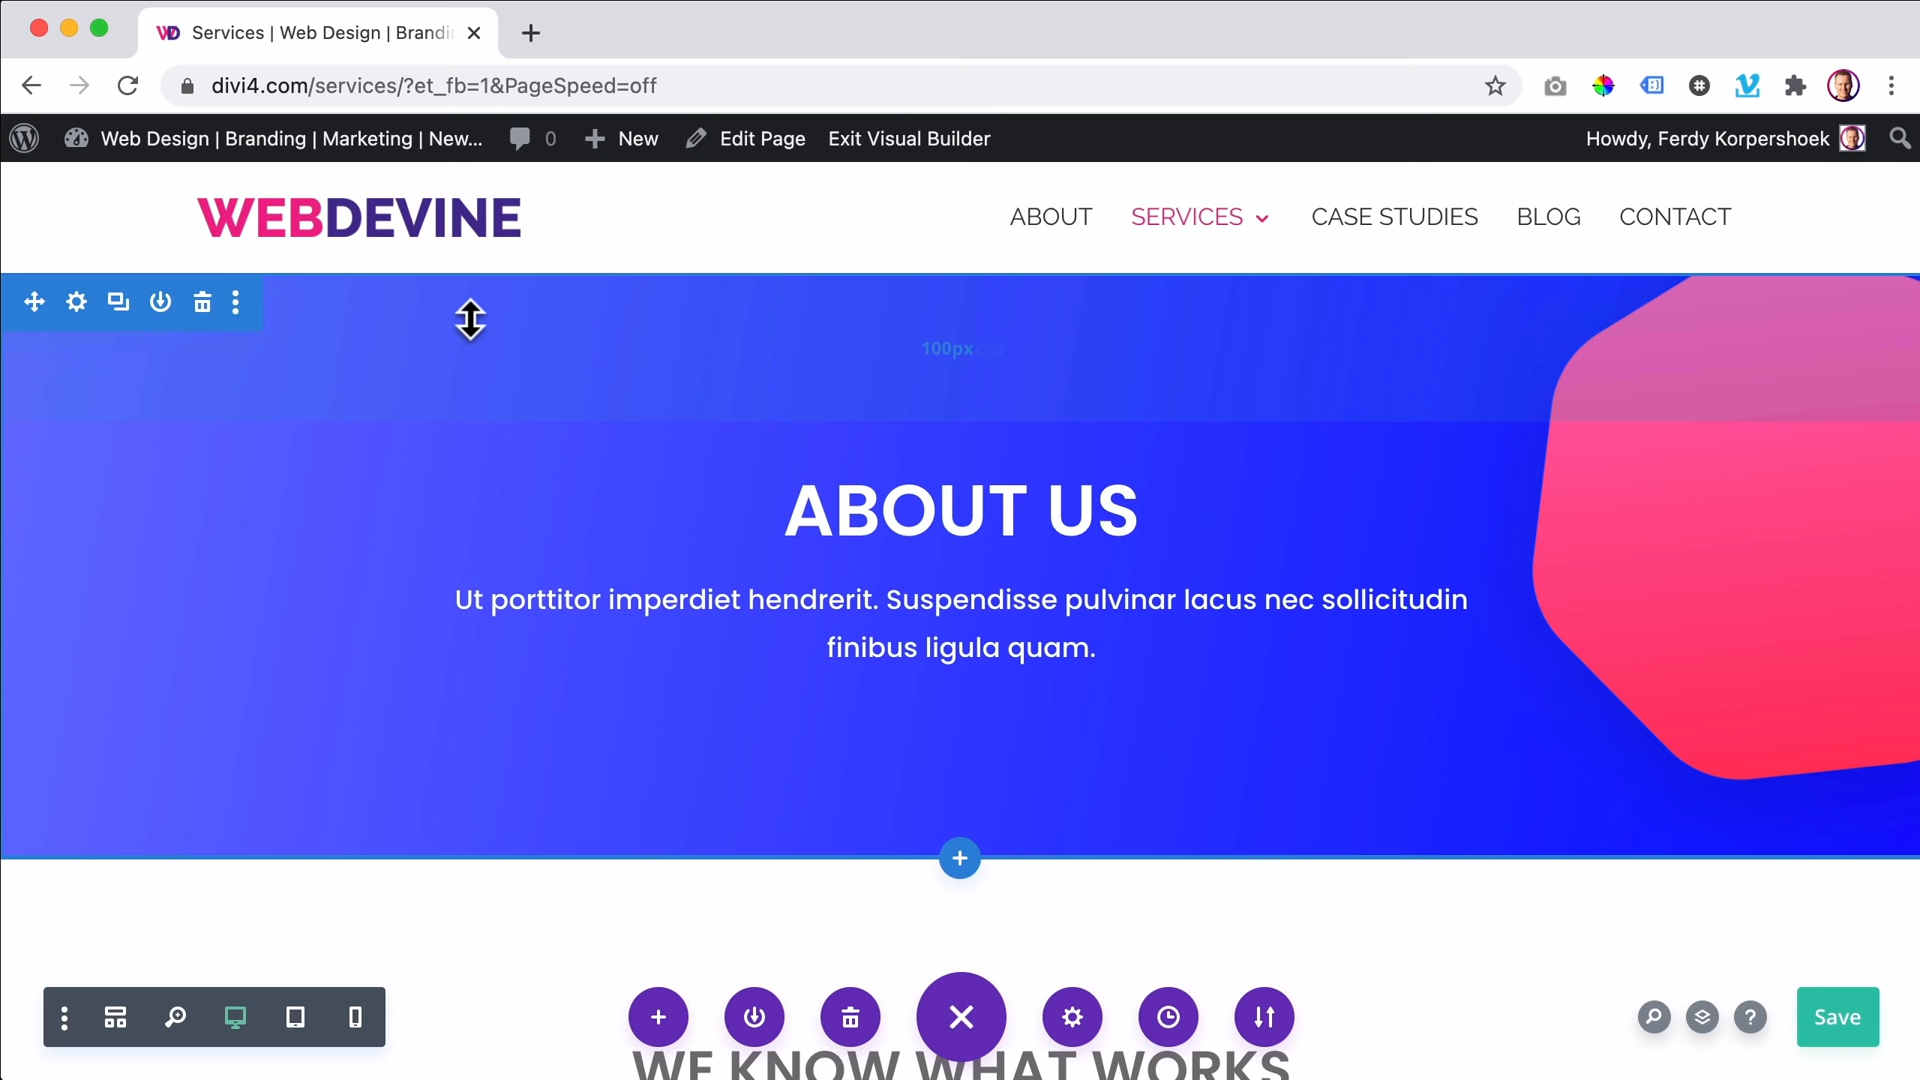 Services | Web Design | Brandi
divi4.com/services/?et_fb=1&PageSpeed=off
Web Design | Branding | Marketing | New... 0 New Edit Page Exit Visual Builder Howdy, Ferdy Korpershoek
WEBDEVINE ABOUT SERVICES CASE STUDIES BLOG CONTACT
100px
ABOUT US
Ut porttitor imperdiet hendrerit. Suspendisse pulvinar lacus nec sollicitudin
finibus ligula quam.
Save
WE KNOW WHAT WORKS